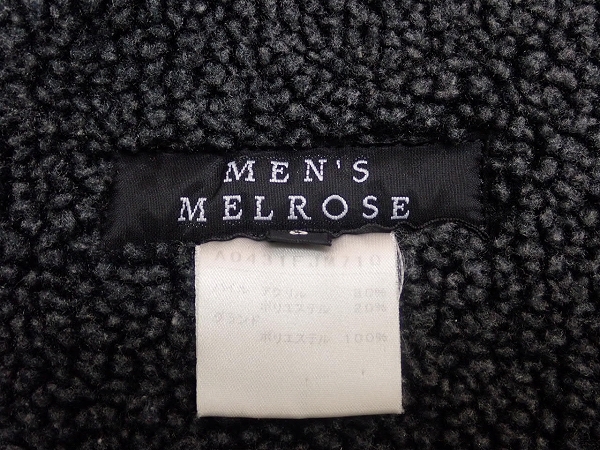 MEN'S
MELROSE
パイル アクリル 80%
ポリエステル 20%
グランド
ポリエステル 100%